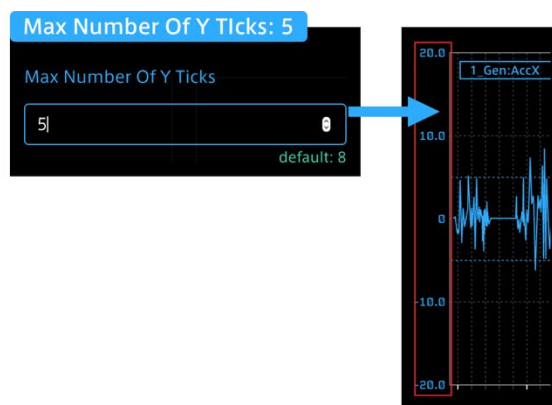 Max Number Of Y TIcks: 5
Max Number Of Y Ticks
5
default: 8
20.0
1_Gen:AccX
10.0
0
-10.0
-20.0